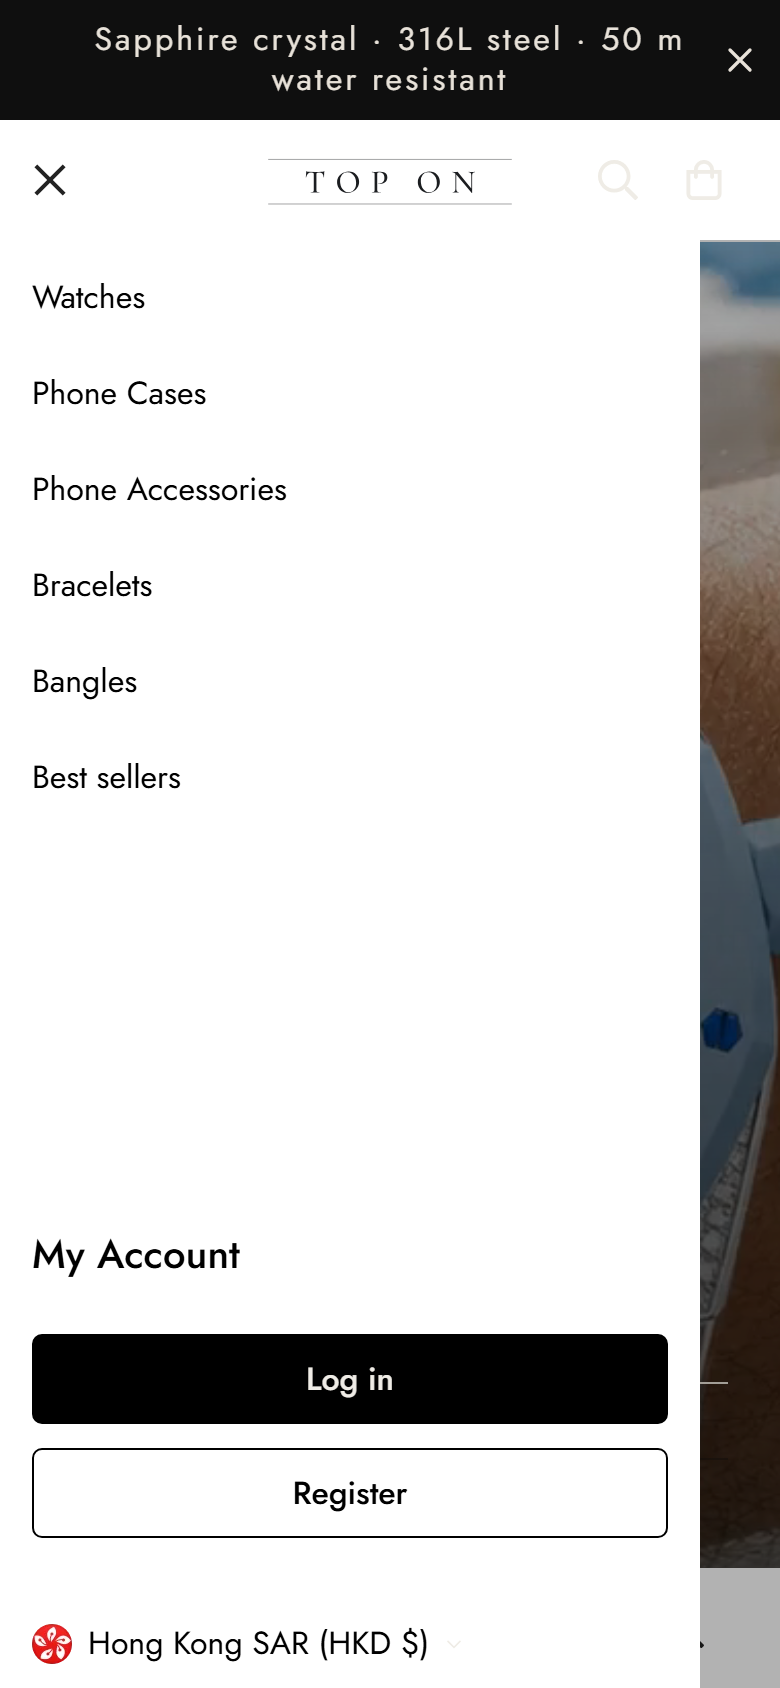 Sapphire crystal · 316L steel · 50 m
water resistant
TOP ON
Watches
Phone Cases
Phone Accessories
Bracelets
Bangles
Best sellers
My Account
Log in
Register
Hong Kong SAR (HKD $)